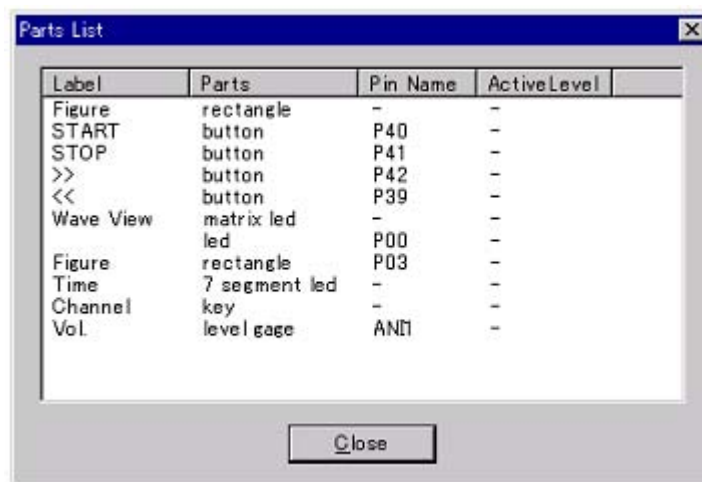 Parts List
Label Parts Pin Name ActiveLevel
Figure rectangle - -
START button P40 -
STOP button P41 -
>> button P42 -
<< button P39 -
Wave View matrix led - -
led P00 -
Figure rectangle P03 -
Time 7 segment led - -
Channel key - -
Vol. level gage -
Close